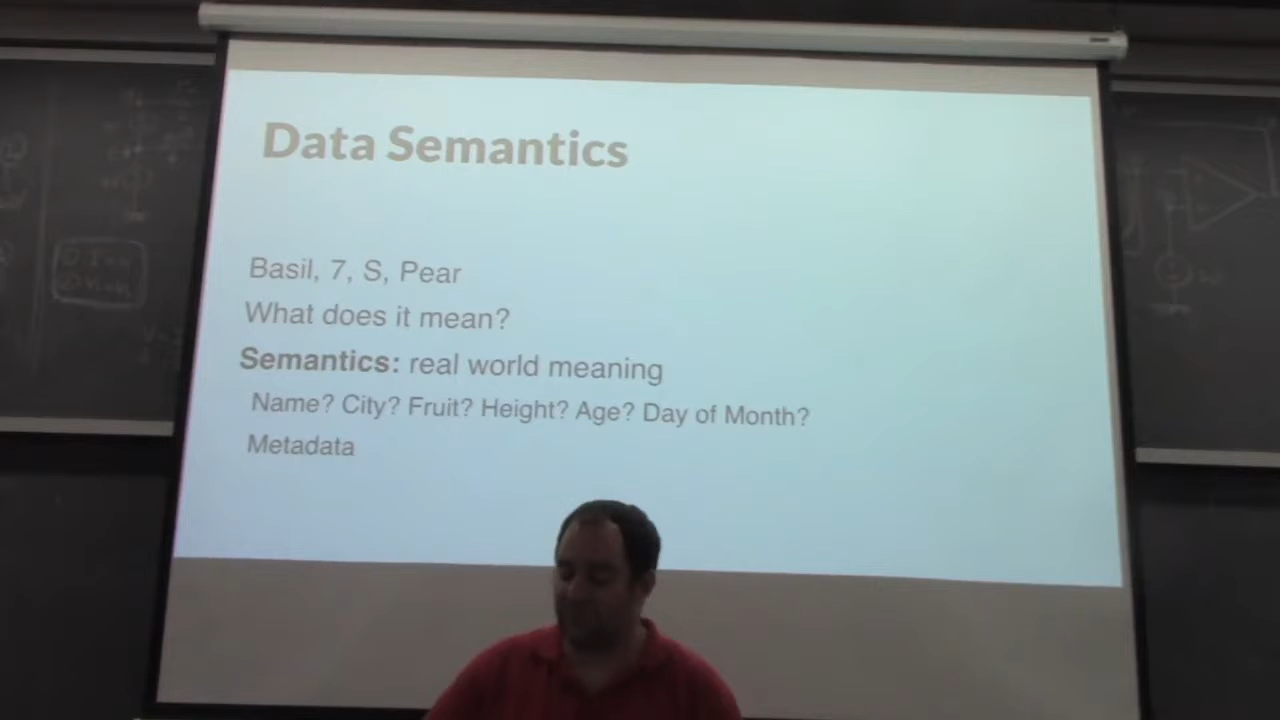 Data Semantics
Basil, 7, S, Pear
What does it mean?
Semantics: real world meaning
Name? City? Fruit? Height? Age? Day of Month?
Metadata